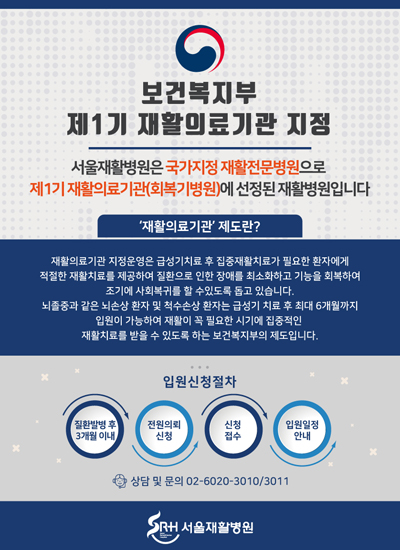 보건복지부
제1기 재활의료기관 지정
서울재활병원은 국가지정 재활전문병원으로
제1기 재활의료기관(회복기병원)에 선정된 재활병원입니다
‘재활의료기관’ 제도란?
재활의료기관 지정운영은 급성기치료 후 집중재활치료가 필요한 환자에게
적절한 재활치료를 제공하여 질환으로 인한 장애를 최소화하고 기능을 회복하여
조기에 사회복귀를 할 수있도록 돕고 있습니다.
뇌졸중과 같은 뇌손상 환자 및 척수손상 환자는 급성기 치료 후 최대 6개월까지
입원이 가능하여 재활이 꼭 필요한 시기에 집중적인
재활치료를 받을 수 있도록 하는 보건복지부의 제도입니다.
입원신청절차
질환발병 후
3개월 이내
전원의뢰
신청
신청
접수
입원일정
안내
상담 및 문의 02-6020-3010/3011
SRH 서울재활병원